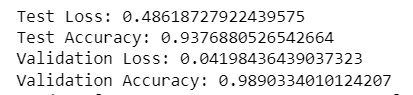 Test Loss: 0.48618727922439575
Test Accuracy: 0.9376880526542664
Validation Loss: 0.04198436439037323
Validation Accuracy: 0.9890334010124207